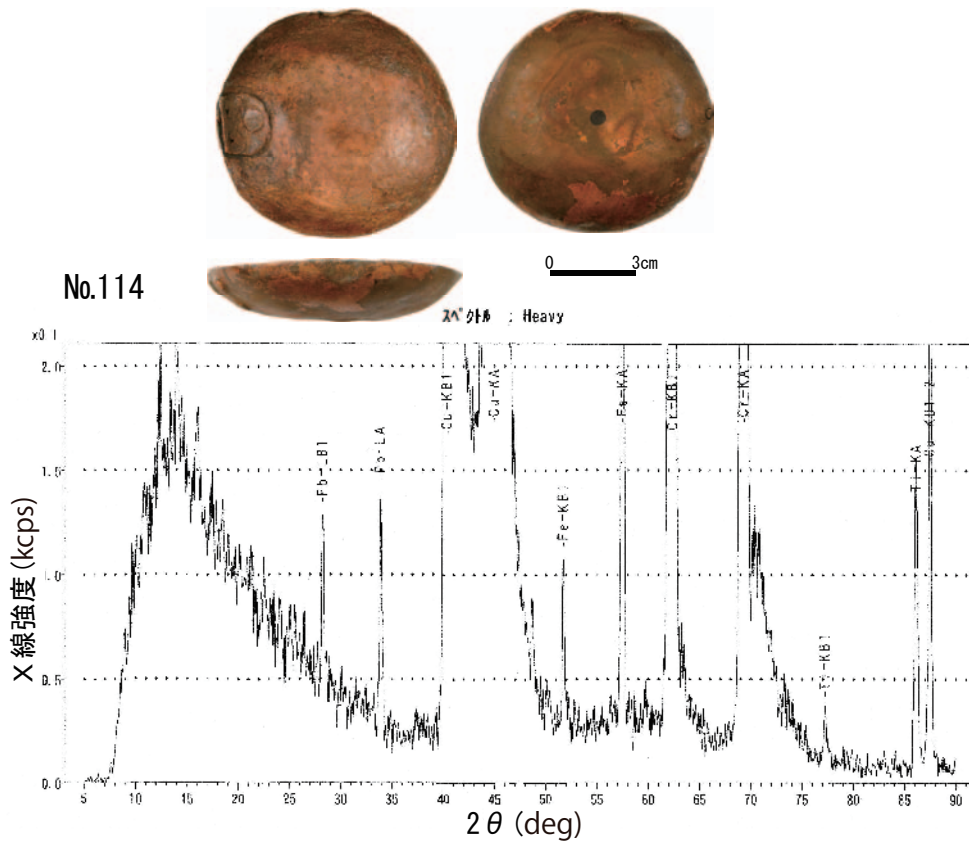 0 3cm
No.114
スペクトル : Heavy
X0.1
2.0
1.5
1.0
0.5
0.0
X線強度 (kcps)
-Pb-LB1
Pb-LA
-Cu-KB1
-Cu-KA
-Fe-KB1
-Fe-KA
Cr-KB1
-Cr-KA
Ti-KB1
Ti-KA
5 10 15 20 25 30 35 40 45 50 55 60 65 70 75 80 85 90
2θ (deg)